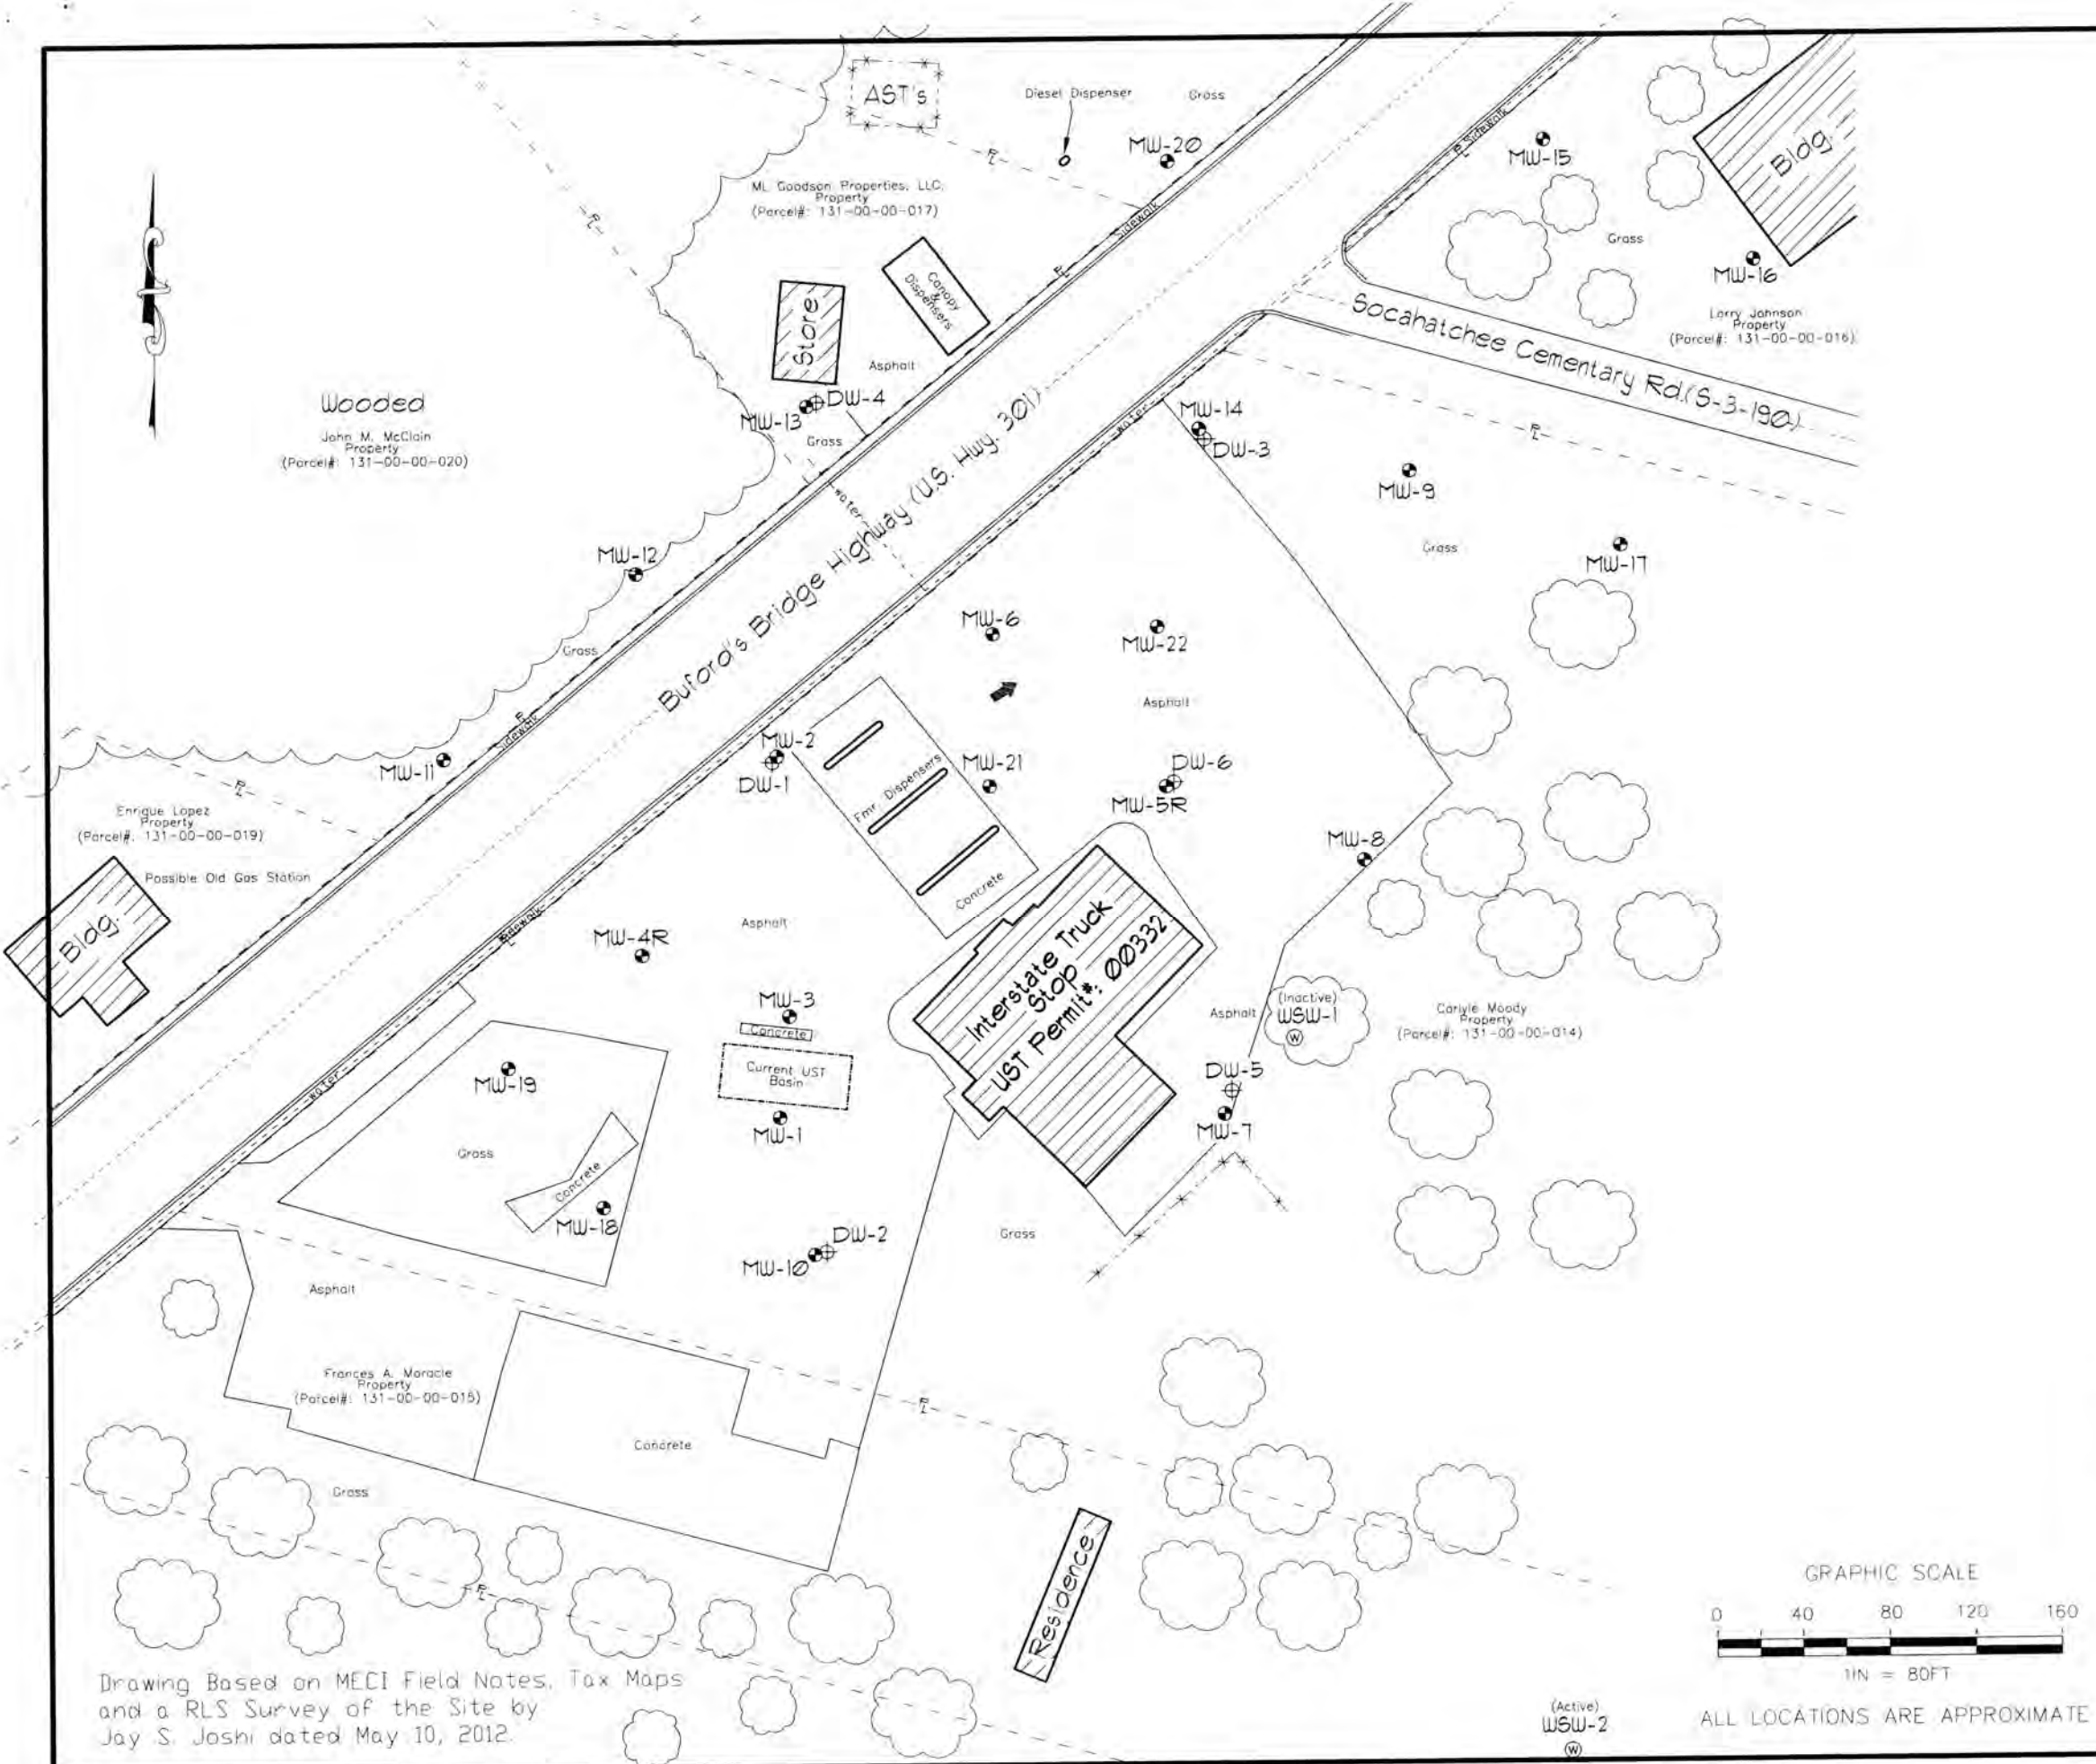 AST's
Diesel Dispenser
Grass
MW-20
Sidewalk
MW-15
Bldg.
ML Goodson Properties, LLC.
Property
(Parcel#: 131-00-00-017)
Sidewalk
Grass
MW-16
Canopy
&
Dispensers
Store
Larry Johnson
Property
(Parcel#: 131-00-00-016)
Socahatchee Cementary Rd.(S-3-190)
Asphalt
Wooded
John M. McClain
Property
(Parcel#: 131-00-00-020)
DW-4
MW-13
Grass
MW-14
DW-3
water
water
MW-9
Grass
MW-17
Buford's Bridge Highway (U.S. Hwy. 301)
MW-12
Grass
MW-6
MW-22
Asphalt
Sidewalk
MW-11
MW-2
DW-1
Fmr. Dispensers
MW-21
DW-6
MW-5R
Concrete
MW-8
Enrique Lopez
Property
(Parcel#: 131-00-00-019)
Possible Old Gas Station
Bldg.
Sidewalk
MW-4R
Asphalt
Interstate Truck
Stop
UST Permit#: 00332
MW-3
Concrete
Current UST
Basin
MW-1
Asphalt
(Inactive)
WSW-1
W
Carlyle Moody
Property
(Parcel#: 131-00-00-014)
DW-5
MW-7
water
MW-19
Grass
Concrete
MW-18
DW-2
MW-10
Grass
Asphalt
Frances A. Moracle
Property
(Parcel#: 131-00-00-015)
Concrete
Grass
Residence
GRAPHIC SCALE
0 40 80 120 160
1IN = 80FT
Drawing Based on MECI Field Notes, Tax Maps
and a RLS Survey of the Site by
Jay S. Joshi dated May 10, 2012.
(Active)
WSW-2
W
ALL LOCATIONS ARE APPROXIMATE